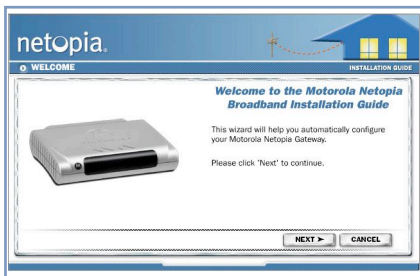 netopia.
WELCOME
INSTALLATION GUIDE
Welcome to the Motorola Netopia
Broadband Installation Guide
This wizard will help you automatically configure
your Motorola Netopia Gateway.
Please click 'Next' to continue.
NEXT
CANCEL